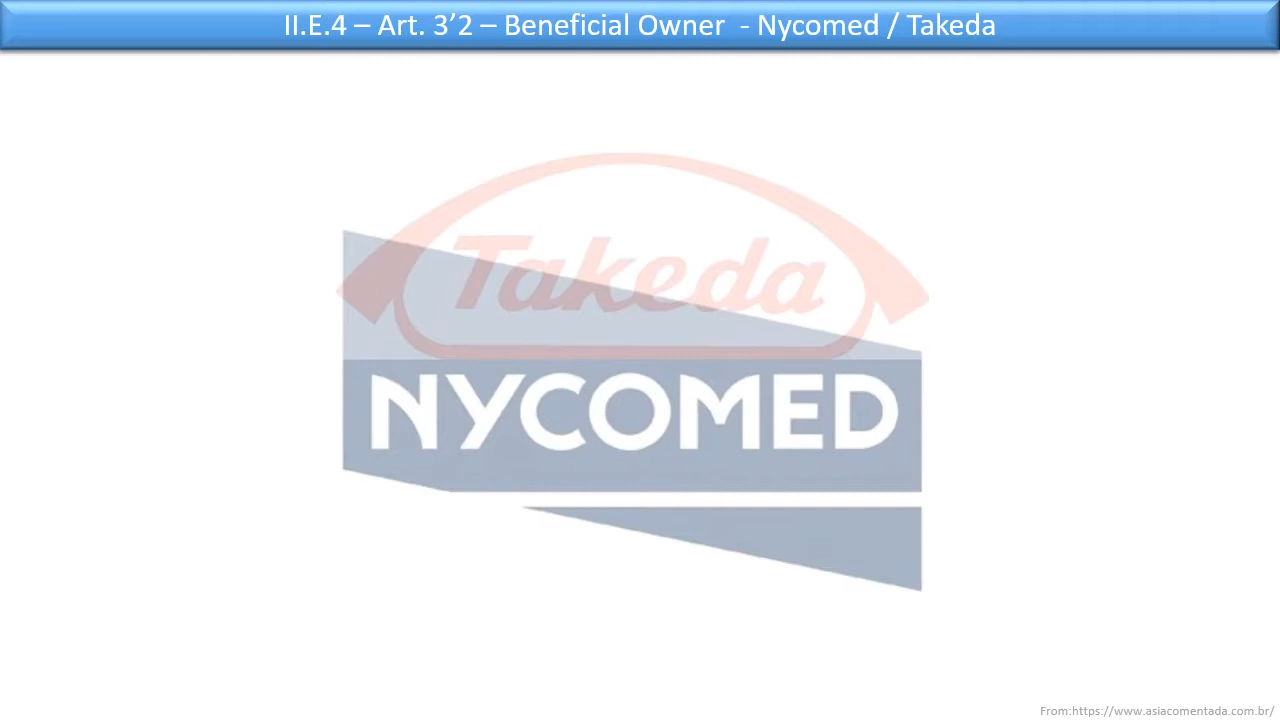 II.E.4 – Art. 3’2 – Beneficial Owner - Nycomed / Takeda
Takeda
NYCOMED
From:https://www.asiacomentada.com.br/